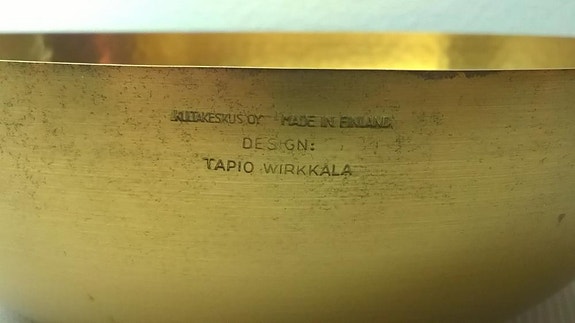 KULTAKESKUS OY MADE IN FINLAND
DESIGN:
TAPIO WIRKKALA